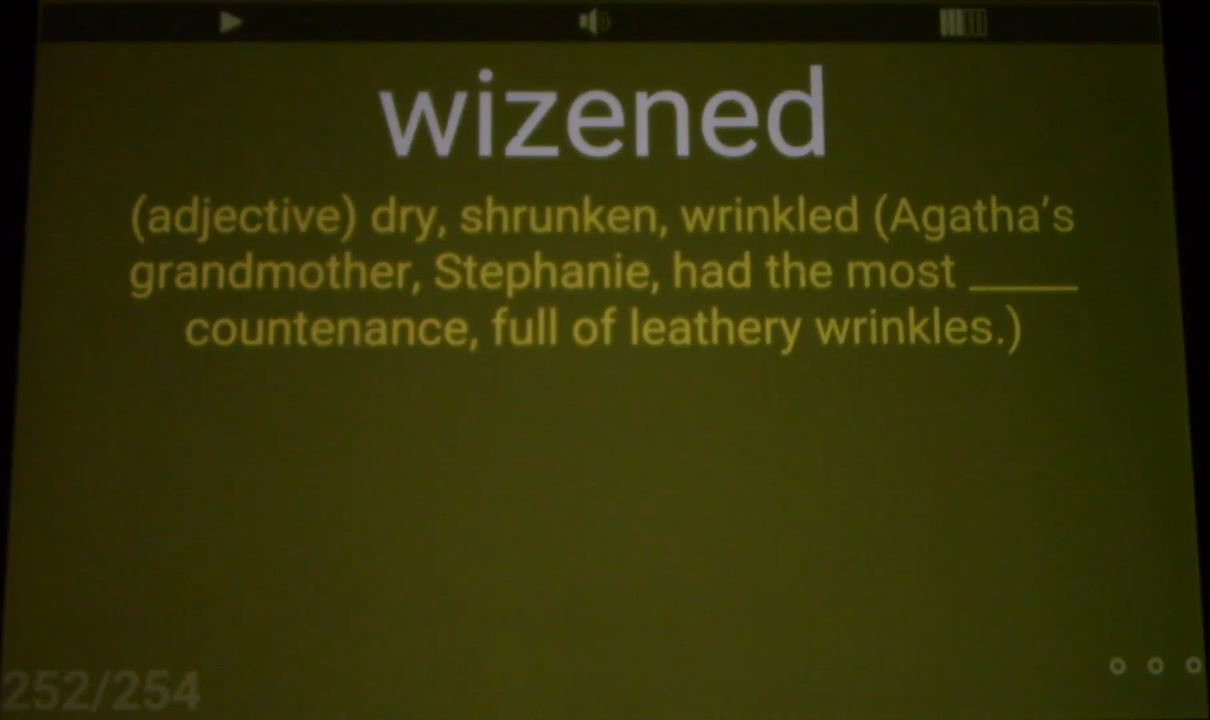 wizened
(adjective) dry, shrunken, wrinkled (Agatha’s
grandmother, Stephanie, had the most _____
countenance, full of leathery wrinkles.)
252/254